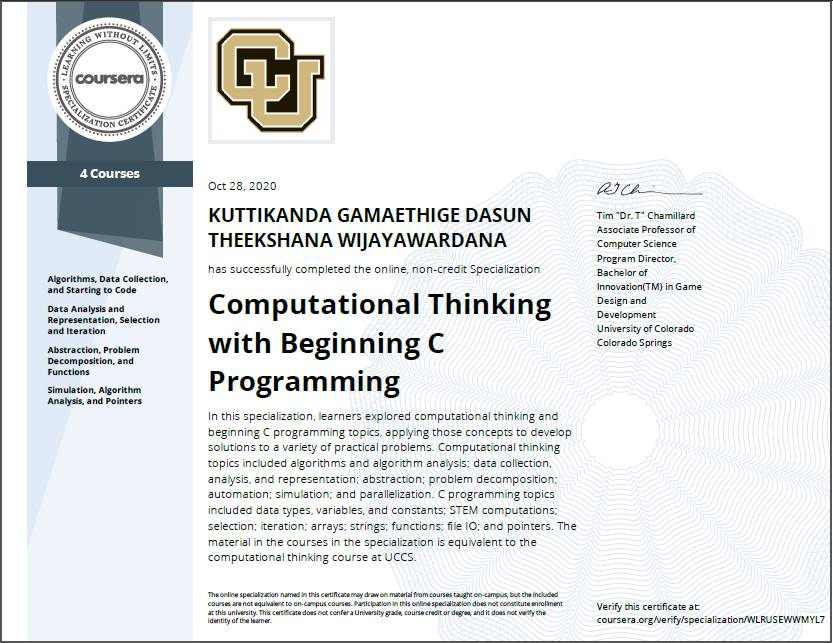 LEARNING WITHOUT LIMITS
coursera
SPECIALIZATION CERTIFICATE
4 Courses
Algorithms, Data Collection,
and Starting to Code
Data Analysis and
Representation, Selection
and Iteration
Abstraction, Problem
Decomposition, and
Functions
Simulation, Algorithm
Analysis, and Pointers
CU
Oct 28, 2020
KUTTIKANDA GAMAETHIGE DASUN
THEEKSHANA WIJAYAWARDANA
has successfully completed the online, non-credit Specialization
Computational Thinking
with Beginning C
Programming
In this specialization, learners explored computational thinking and
beginning C programming topics, applying those concepts to develop
solutions to a variety of practical problems. Computational thinking
topics included algorithms and algorithm analysis; data collection,
analysis, and representation; abstraction; problem decomposition;
automation; simulation; and parallelization. C programming topics
included data types, variables, and constants; STEM computations;
selection; iteration; arrays; strings; functions; file IO; and pointers. The
material in the courses in the specialization is equivalent to the
computational thinking course at UCCS.
The online specialization named in this certificate may draw on material from courses taught on-campus, but the included
courses are not equivalent to on-campus courses. Participation in this online specialization does not constitute enrollment
at this university. This certificate does not confer a University grade, course credit or degree, and it does not verify the
identity of the learner.
Tim "Dr. T" Chamillard
Associate Professor of
Computer Science
Program Director,
Bachelor of
Innovation(TM) in Game
Design and
Development
University of Colorado
Colorado Springs
Verify this certificate at:
coursera.org/verify/specialization/WLRUSEWWMYL7